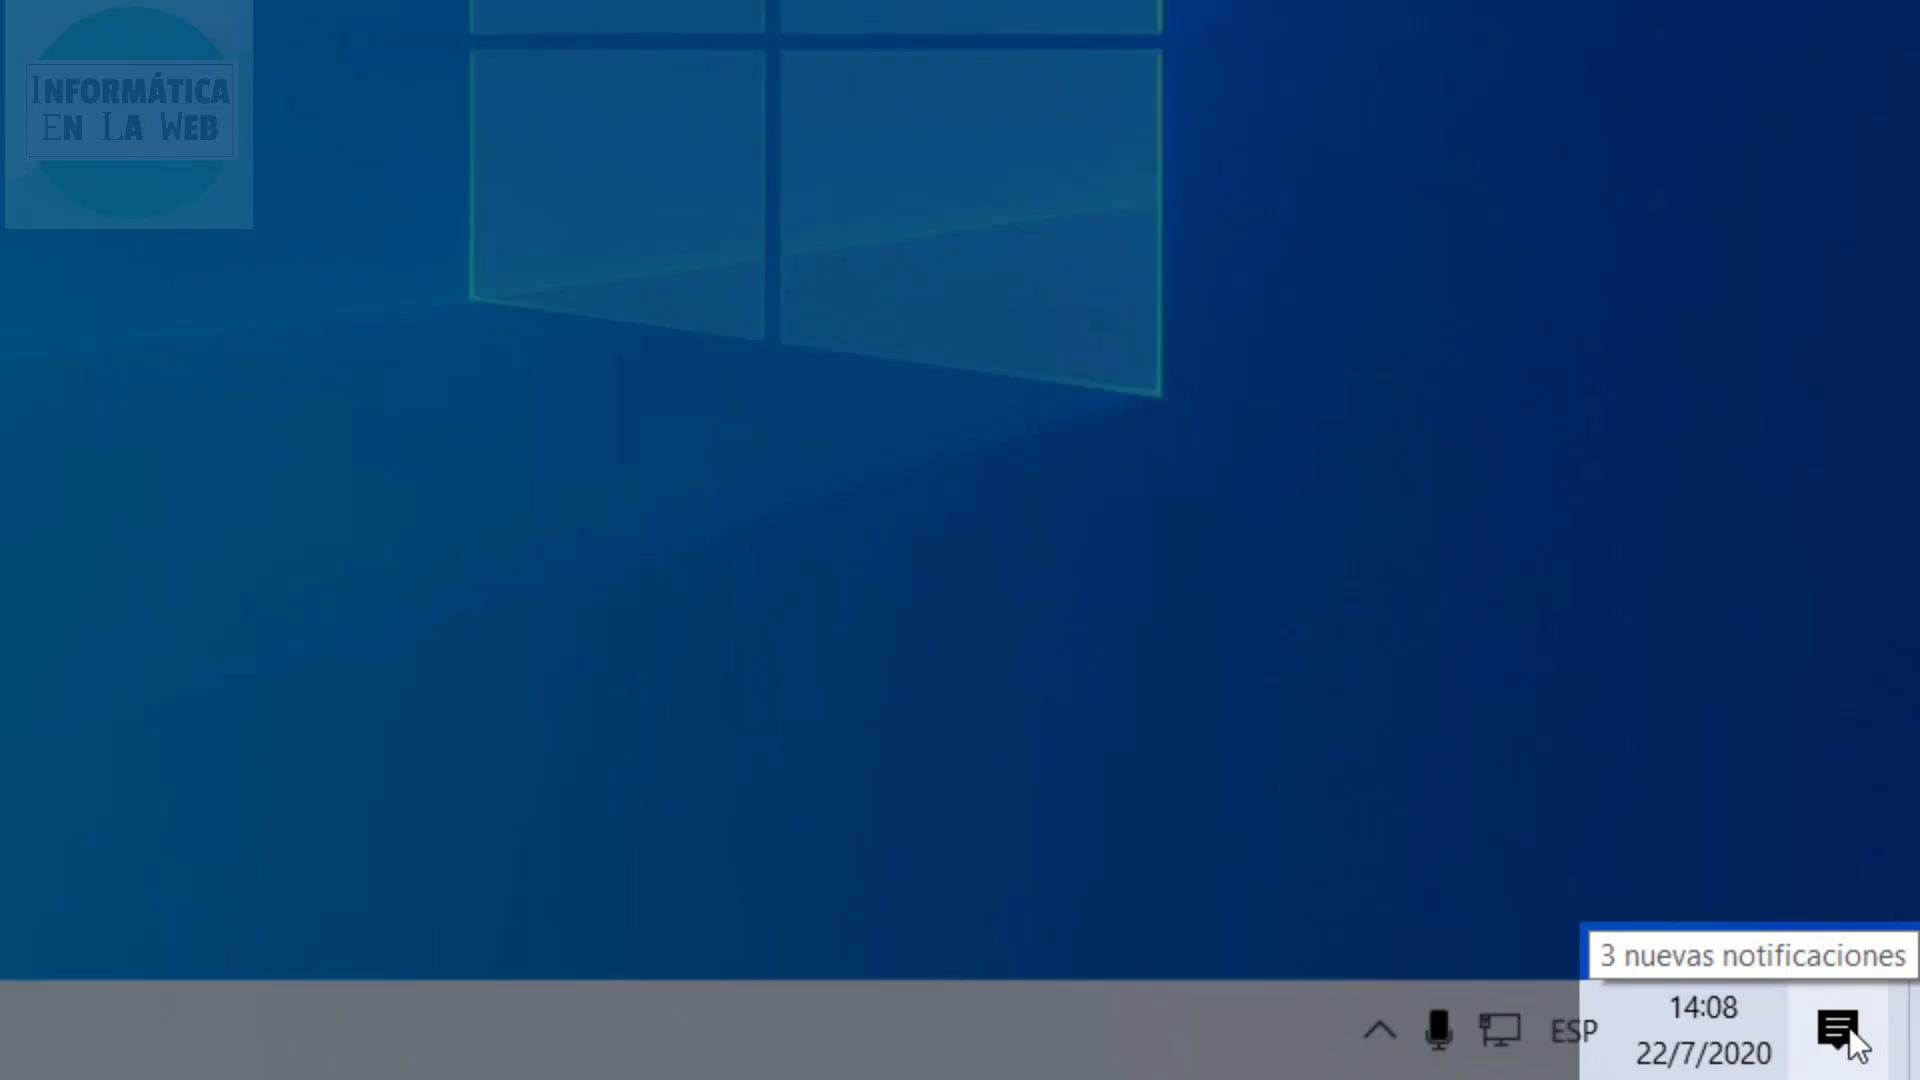 INFORMÁTICA
EN LA WEB
3 nuevas notificaciones
14:08
ESP
22/7/2020